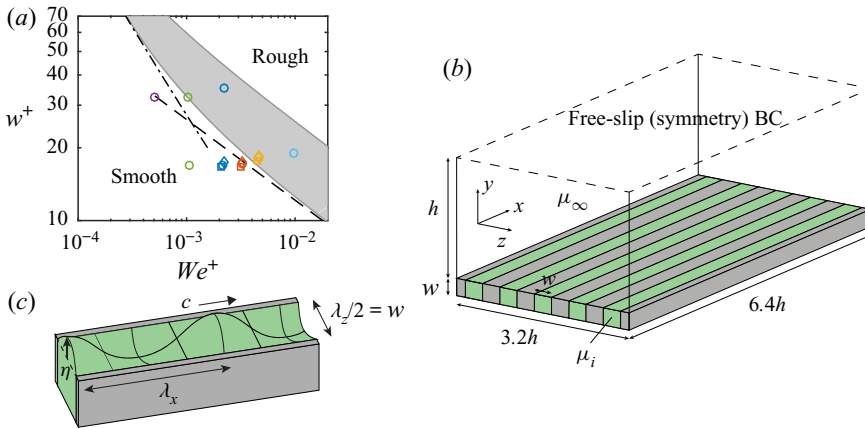 (a)
70
60
50
40
30
20
10
w⁺
Rough
Smooth
10⁻⁴
10⁻³
10⁻²
We⁺
(b)
Free-slip (symmetry) BC
h
y
x
z
μ∞
w
w
3.2h
6.4h
μᵢ
(c)
c
λz/2 = w
η
λx